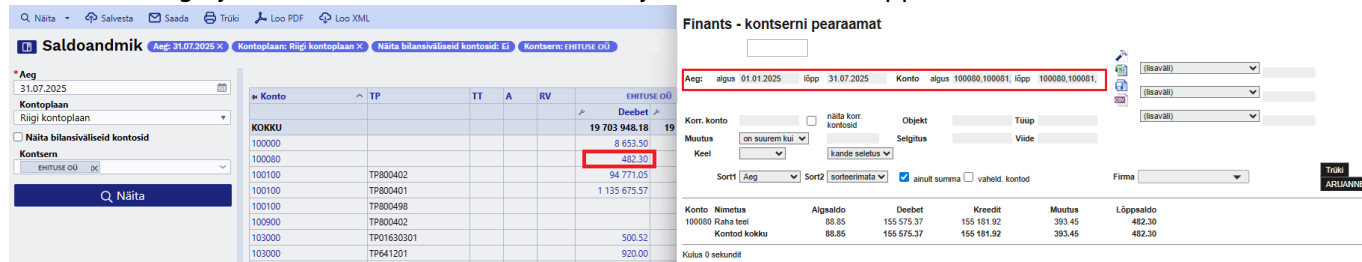 Näita Salvesta Saada Trüki Loo PDF Loo XML
Saldoandmik Aeg: 31.07.2025 × Kontoplaan: Riigi kontoplaan × Näita bilansiväliseid kontosid: Ei Kontsern: EHITUSE OÜ
*Aeg
31.07.2025
Kontoplaan
Riigi kontoplaan
Näita bilansiväliseid kontosid
Kontsern
EHITUSE OÜ
Näita
Konto TP TT A RV EHITUSE OÜ
Deebet
KOKKU 19 703 948.18 19
100000 8 653.50
100080 482.30
100100 TP800402 94 771.05
100100 TP800401 1 135 675.57
100100 TP800498
100900 TP800402
103000 TP01630301 500.52
103000 TP641201 920.00
Finants - kontserni pearaamat
Aeg: algus 01.01.2025 lõpp 31.07.2025 Konto algus 100080,100081, lõpp 100080,100081,
(lisaväli)
(lisaväli)
(lisaväli)
Korr. konto näita korr. kontosid Objekt Tüüp
Muutus on suurem kui Selgitus Viide
Keel kande seletus
Sort1 Aeg Sort2 sorteerimata ainult summa vaheld. kontod Firma
Trüki
ARUANNE
Konto Nimetus Algsaldo Deebet Kreedit Muutus Lõppsaldo
100080 Raha teel 88.85 155 575.37 155 181.92 393.45 482.30
Kontod kokku 88.85 155 575.37 155 181.92 393.45 482.30
Kulus 0 sekundit